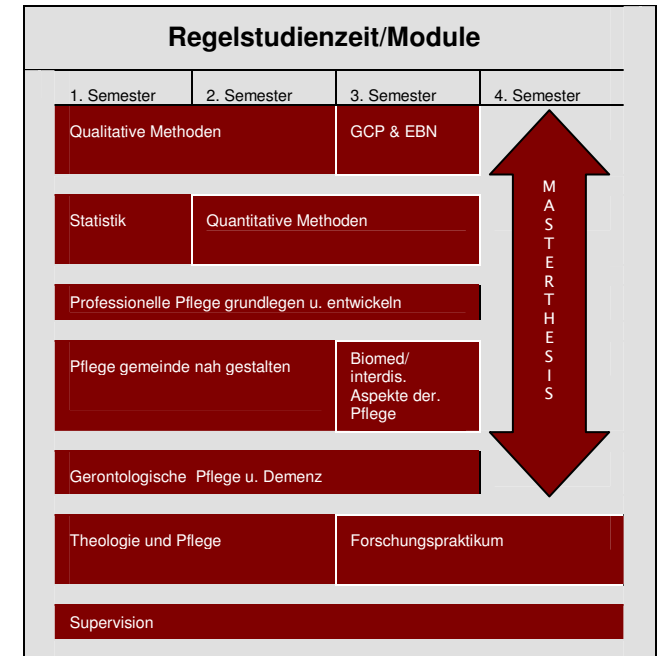 Regelstudienzeit/Module
1. Semester 2. Semester 3. Semester 4. Semester
Qualitative Methoden GCP & EBN
Statistik Quantitative Methoden
Professionelle Pflege grundlegen u. entwickeln
Pflege gemeinde nah gestalten
Biomed/
interdis.
Aspekte der.
Pflege
Gerontologische Pflege u. Demenz
Theologie und Pflege Forschungspraktikum
Supervision
MASTERTHESIS